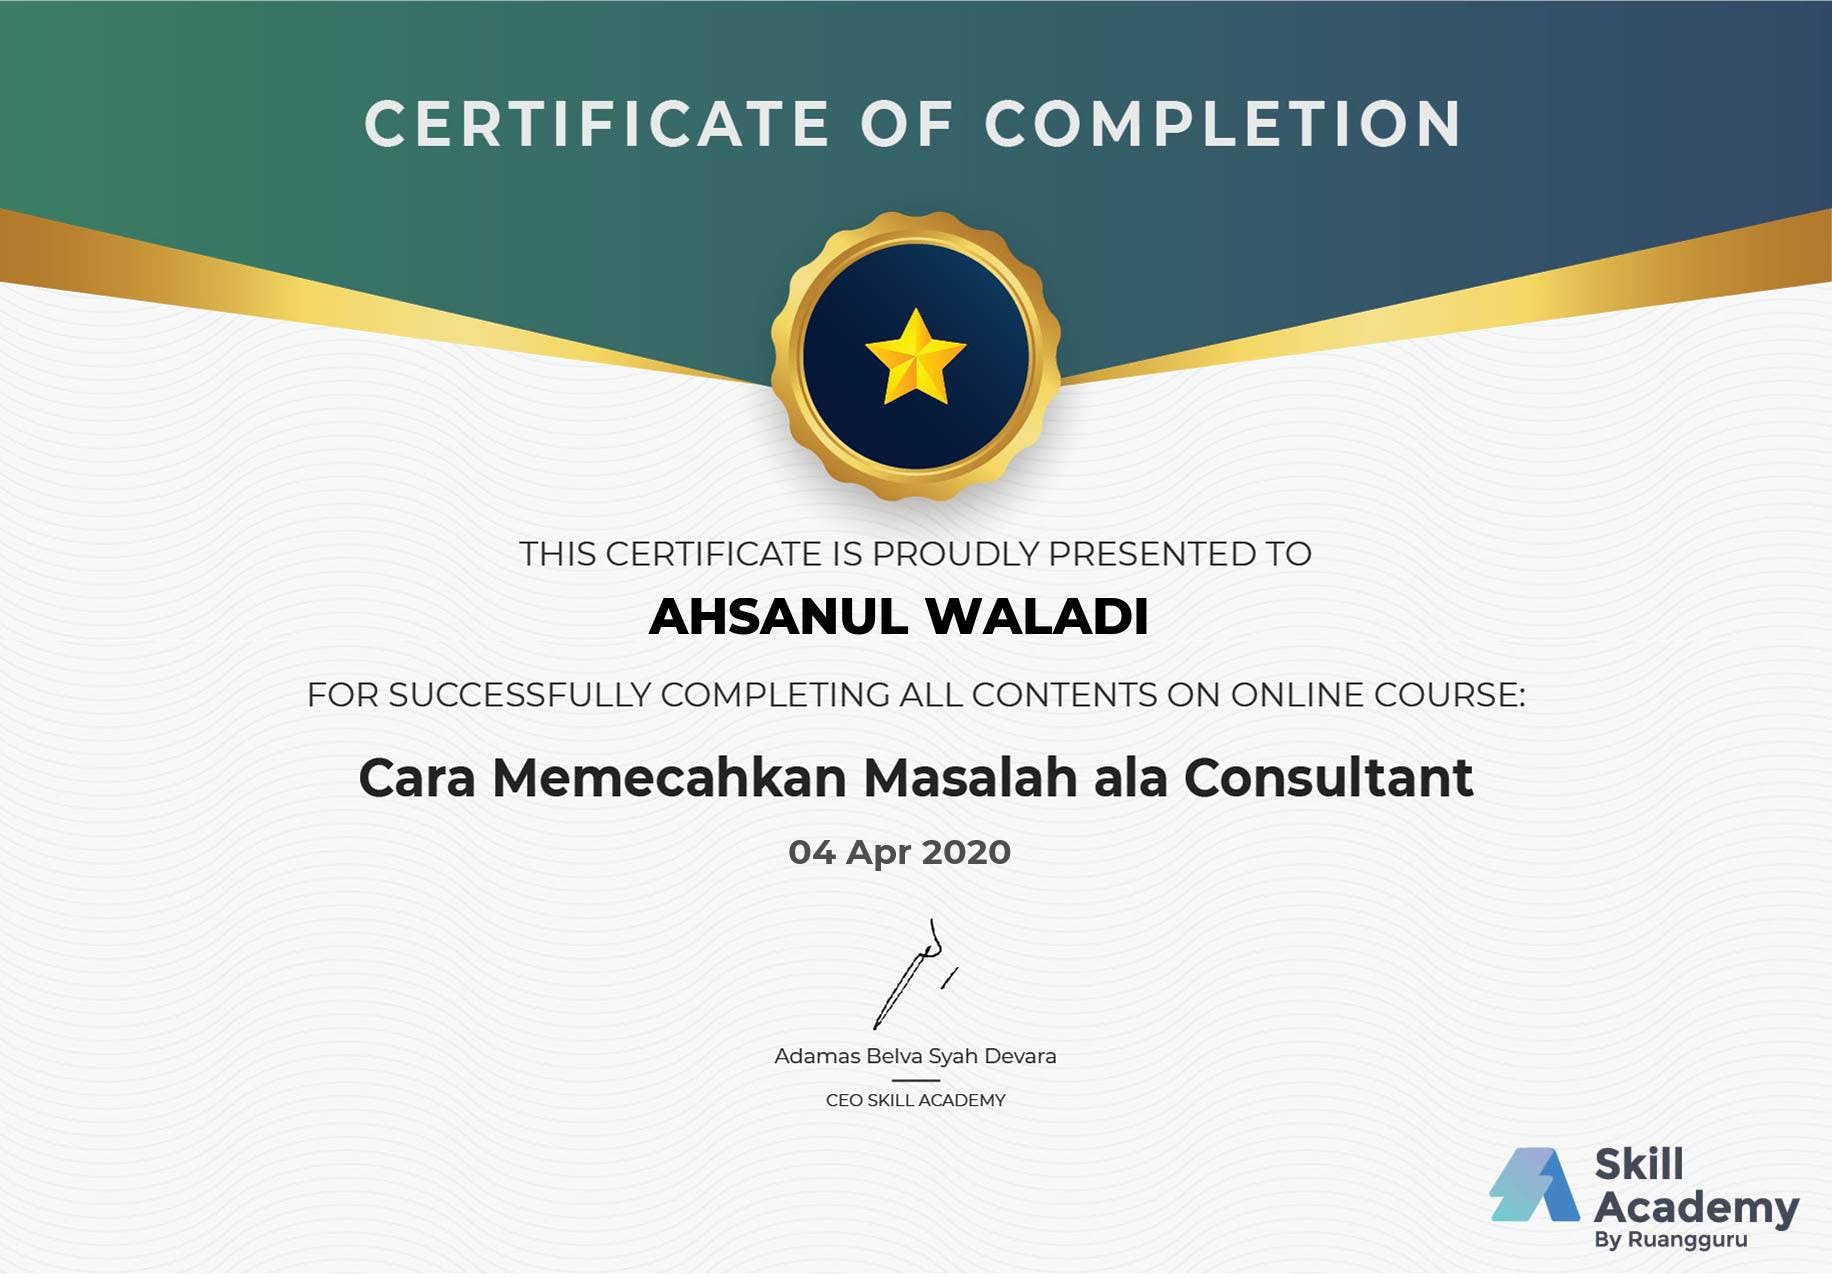 CERTIFICATE OF COMPLETION
THIS CERTIFICATE IS PROUDLY PRESENTED TO
AHSANUL WALADI
FOR SUCCESSFULLY COMPLETING ALL CONTENTS ON ONLINE COURSE:
Cara Memecahkan Masalah ala Consultant
04 Apr 2020
Adamas Belva Syah Devara
CEO SKILL ACADEMY
Skill
Academy
By Ruangguru